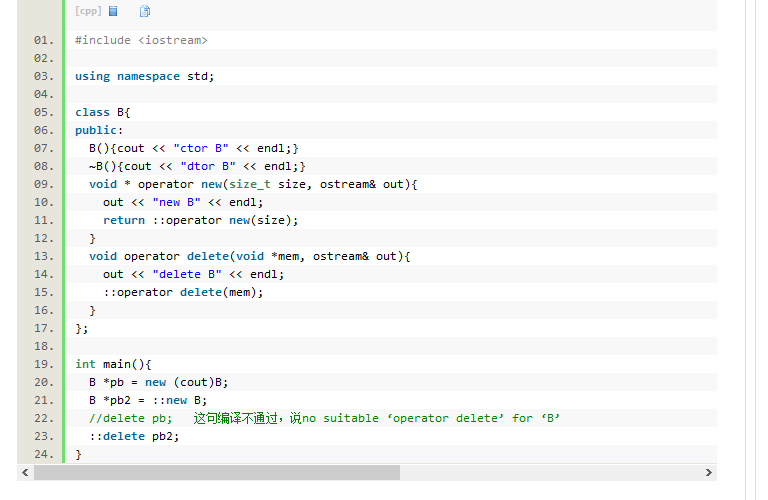 [cpp]
01. #include <iostream>
02.
03. using namespace std;
04.
05. class B{
06. public:
07.   B(){cout << "ctor B" << endl;}
08.   ~B(){cout << "dtor B" << endl;}
09.   void * operator new(size_t size, ostream& out){
10.     out << "new B" << endl;
11.     return ::operator new(size);
12.   }
13.   void operator delete(void *mem, ostream& out){
14.     out << "delete B" << endl;
15.     ::operator delete(mem);
16.   }
17. };
18.
19. int main(){
20.   B *pb = new (cout)B;
21.   B *pb2 = ::new B;
22.   //delete pb;   这句编译不通过，说no suitable ‘operator delete’ for ‘B’
23.   ::delete pb2;
24. }